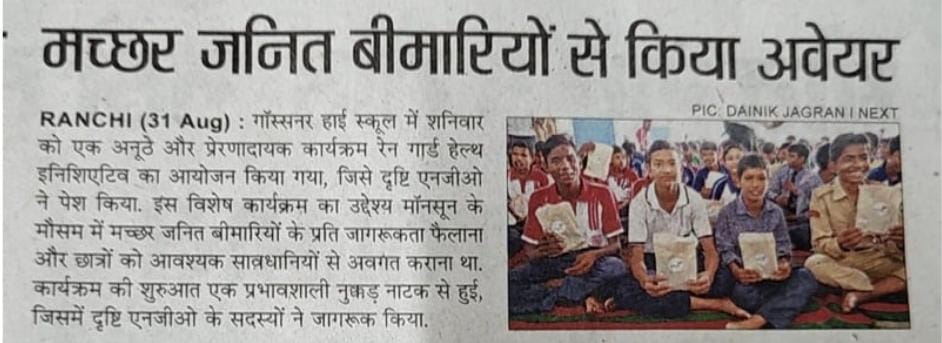 मच्छर जनित बीमारियों से किया अवेयर
RANCHI (31 Aug) : गॉस्सनर हाई स्कूल में शनिवार
को एक अनूठे और प्रेरणादायक कार्यक्रम रेन गार्ड हेल्थ
इनिशिएटिव का आयोजन किया गया, जिसे दृष्टि एनजीओ
ने पेश किया. इस विशेष कार्यक्रम का उद्देश्य मॉनसून के
मौसम में मच्छर जनित बीमारियों के प्रति जागरूकता फैलाना
और छात्रों को आवश्यक सावधानियों से अवगत कराना था.
कार्यक्रम की शुरुआत एक प्रभावशाली नुक्कड़ नाटक से हुई,
जिसमें दृष्टि एनजीओ के सदस्यों ने जागरूक किया.
PIC: DAINIK JAGRAN I NEXT